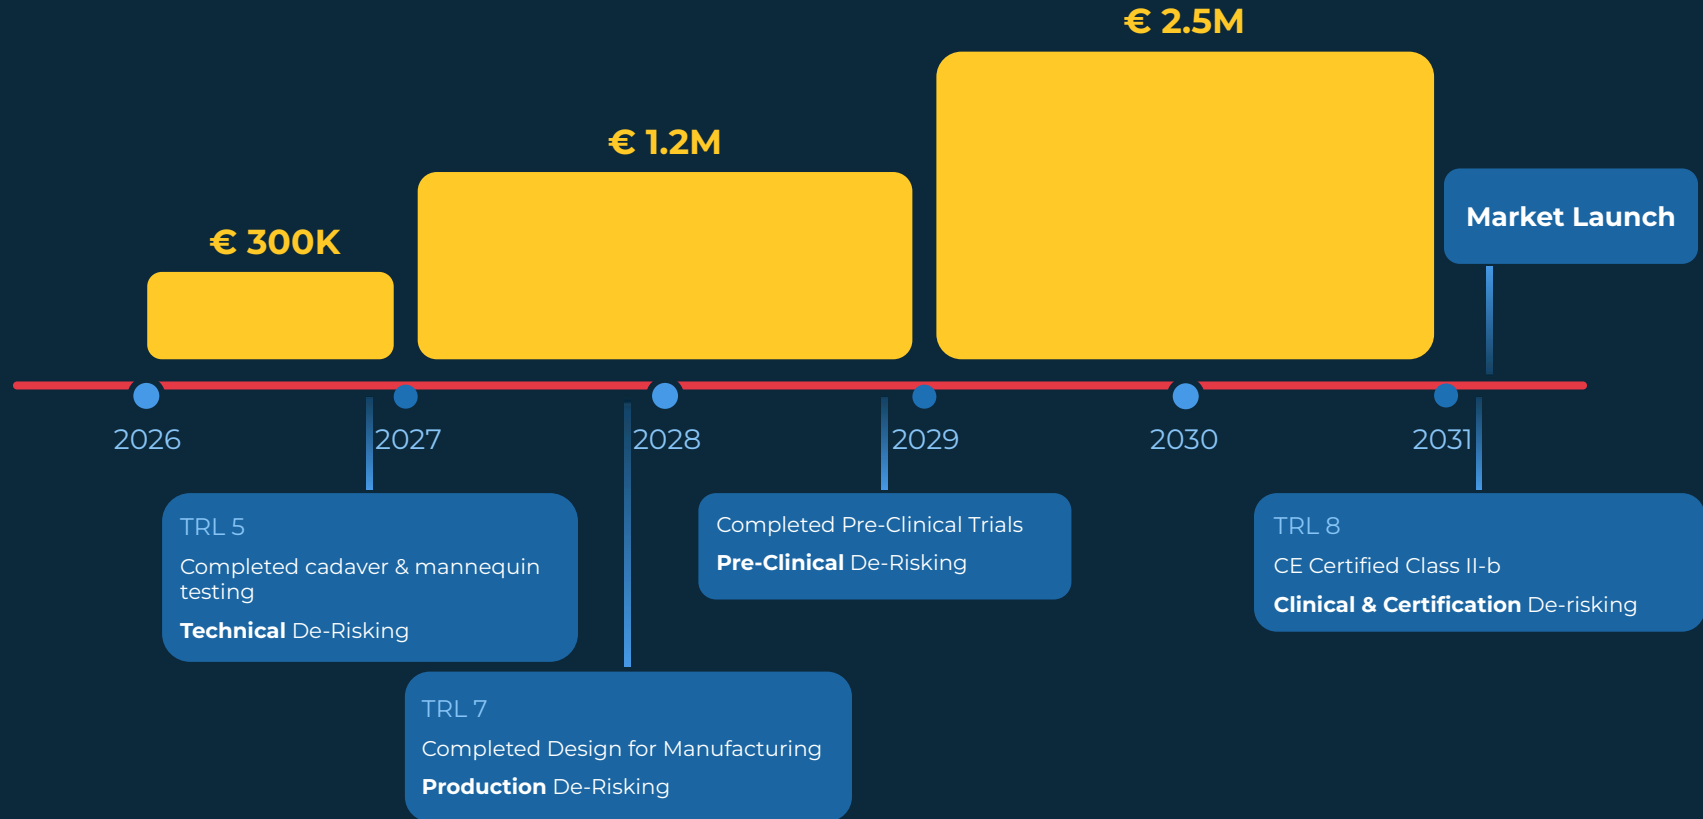 € 2.5M
€ 1.2M
€ 300K
Market Launch
2026
2027
2028
2029
2030
2031
TRL 5
Completed cadaver & mannequin
testing
Technical De-Risking
TRL 7
Completed Design for Manufacturing
Production De-Risking
Completed Pre-Clinical Trials
Pre-Clinical De-Risking
TRL 8
CE Certified Class II-b
Clinical & Certification De-risking